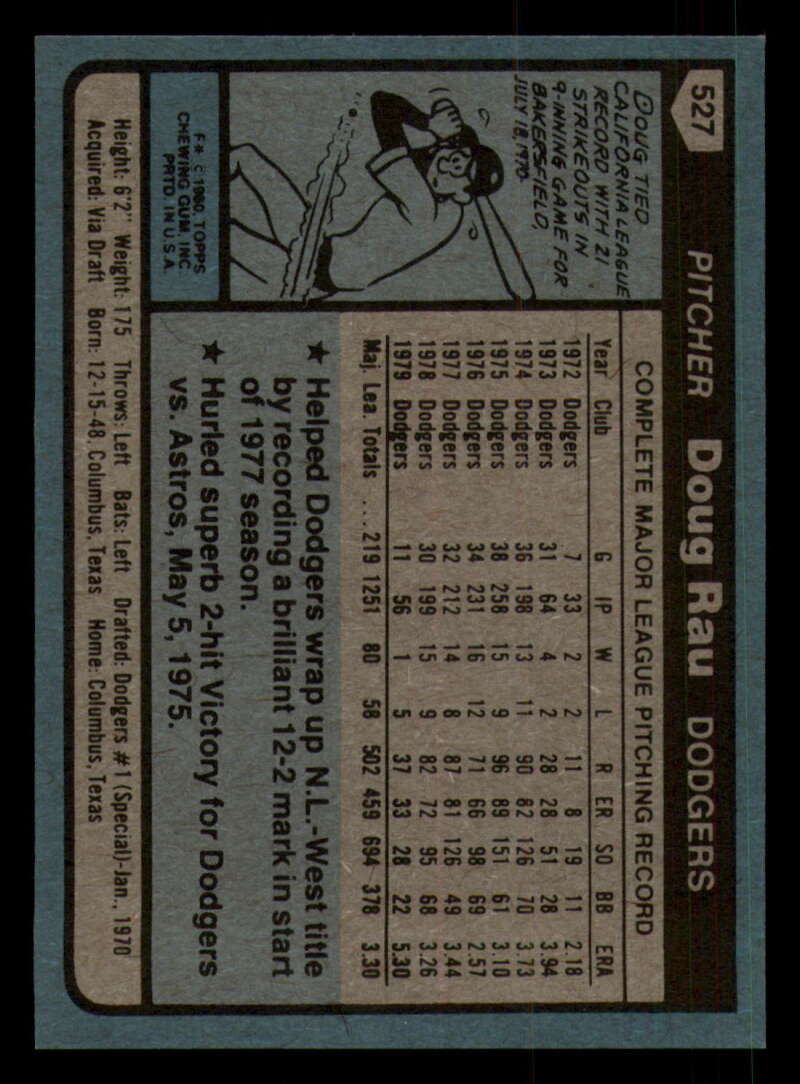 527
PITCHER Doug Rau DODGERS
DOUG TIED
CALIFORNIA LEAGUE
RECORD WITH 21
STRIKEOUTS IN
9-INNING GAME FOR
BAKERSFIELD,
JULY 18, 1970.
F # © 1980 TOPPS
CHEWING GUM, INC.
PRTD. IN U.S.A.
COMPLETE MAJOR LEAGUE PITCHING RECORD
Year Club G IP W L R ER SO BB ERA
1972 Dodgers 7 33 2 2 11 8 19 11 2.18
1973 Dodgers 31 64 4 2 28 28 51 28 3.94
1974 Dodgers 36 198 13 11 90 82 126 70 3.73
1975 Dodgers 38 258 15 9 96 89 151 61 3.10
1976 Dodgers 34 231 16 12 71 66 98 69 2.57
1977 Dodgers 32 212 14 8 87 81 126 49 3.44
1978 Dodgers 30 199 15 9 82 72 95 68 3.26
1979 Dodgers 11 56 1 5 37 33 28 22 5.30
Maj. Lea. Totals ... 219 1251 80 58 502 459 694 378 3.30
★ Helped Dodgers wrap up N.L.-West title
by recording a brilliant 12-2 mark in start
of 1977 season.
★ Hurled superb 2-hit Victory for Dodgers
vs. Astros, May 5, 1975.
Height: 6'2" Weight: 175 Throws: Left Bats: Left Drafted: Dodgers #1 (Special)-Jan., 1970
Acquired: Via Draft Born: 12-15-48, Columbus, Texas Home: Columbus, Texas